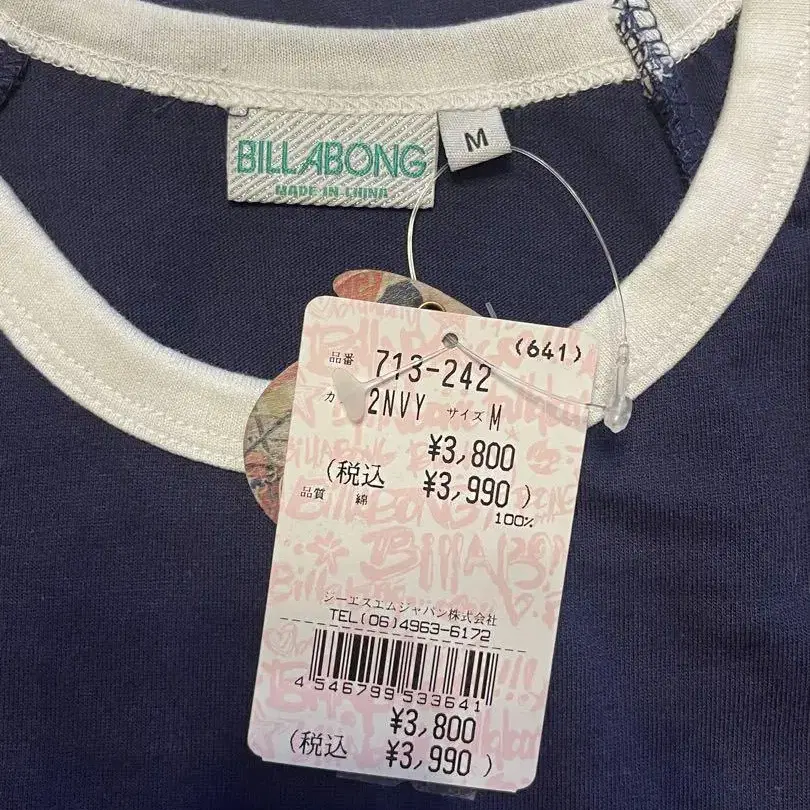 BILLABONG
MADE IN CHINA
M
(641)
品番 713-242
カラ 2NVY サイズ M
¥3,800
(税込 ¥3,990 )
品質 綿
100%
ジーエスエムジャパン株式会社
TEL(06)4963-6172
4 546799 533641
¥3,800
(税込 ¥3,990 )